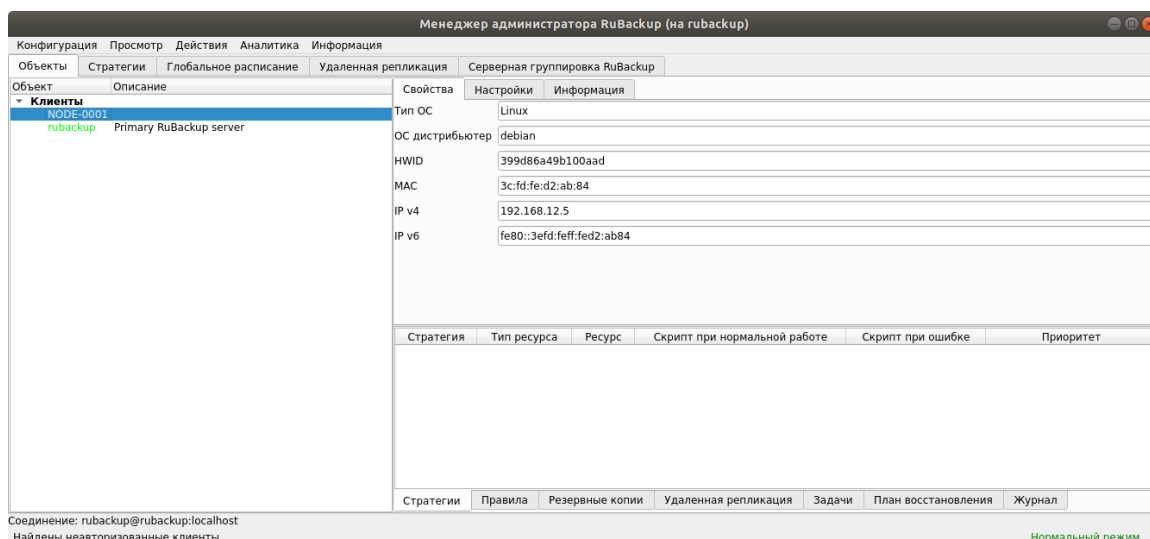 Менеджер администратора RuBackup (на rubackup)
Конфигурация Просмотр Действия Аналитика Информация
Объекты Стратегии Глобальное расписание Удаленная репликация Серверная группировка RuBackup
Объект Описание
Клиенты
NODE-0001
rubackup Primary RuBackup server
Свойства Настройки Информация
Тип ОС Linux
ОС дистрибьютер debian
HWID 399d86a49b100aad
MAC 3c:fd:fe:d2:ab:84
IP v4 192.168.12.5
IP v6 fe80::3efd:feff:fed2:ab84
Стратегия Тип ресурса Ресурс Скрипт при нормальной работе Скрипт при ошибке Приоритет
Стратегии Правила Резервные копии Удаленная репликация Задачи План восстановления Журнал
Соединение: rubackup@rubackup:localhost
Найдены неавторизованные клиенты Нормальный режим